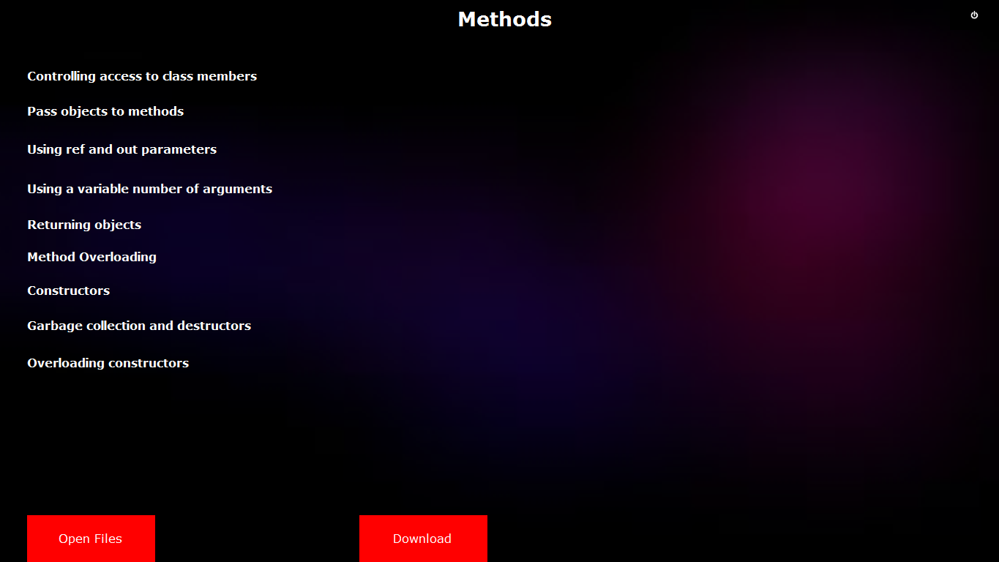 Methods
Controlling access to class members
Pass objects to methods
Using ref and out parameters
Using a variable number of arguments
Returning objects
Method Overloading
Constructors
Garbage collection and destructors
Overloading constructors
Open Files
Download